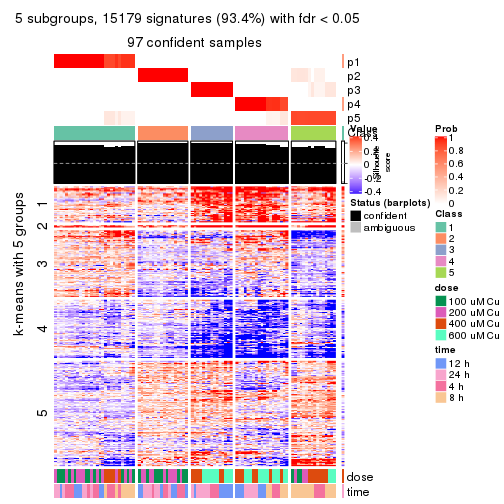 5 subgroups, 15179 signatures (93.4%) with fdr < 0.05
97 confident samples
p1
p2
p3
p4
p5
Class
Silhouette
score
k-means with 5 groups
1
2
3
4
5
dose
time
Value
0.4
0.2
0
-0.2
-0.4
Status (barplots)
confident
ambiguous
Prob
1
0.8
0.6
0.4
0.2
0
Class
1
2
3
4
5
dose
100 uM Cu
200 uM Cu
400 uM Cu
600 uM Cu
time
12 h
24 h
4 h
8 h